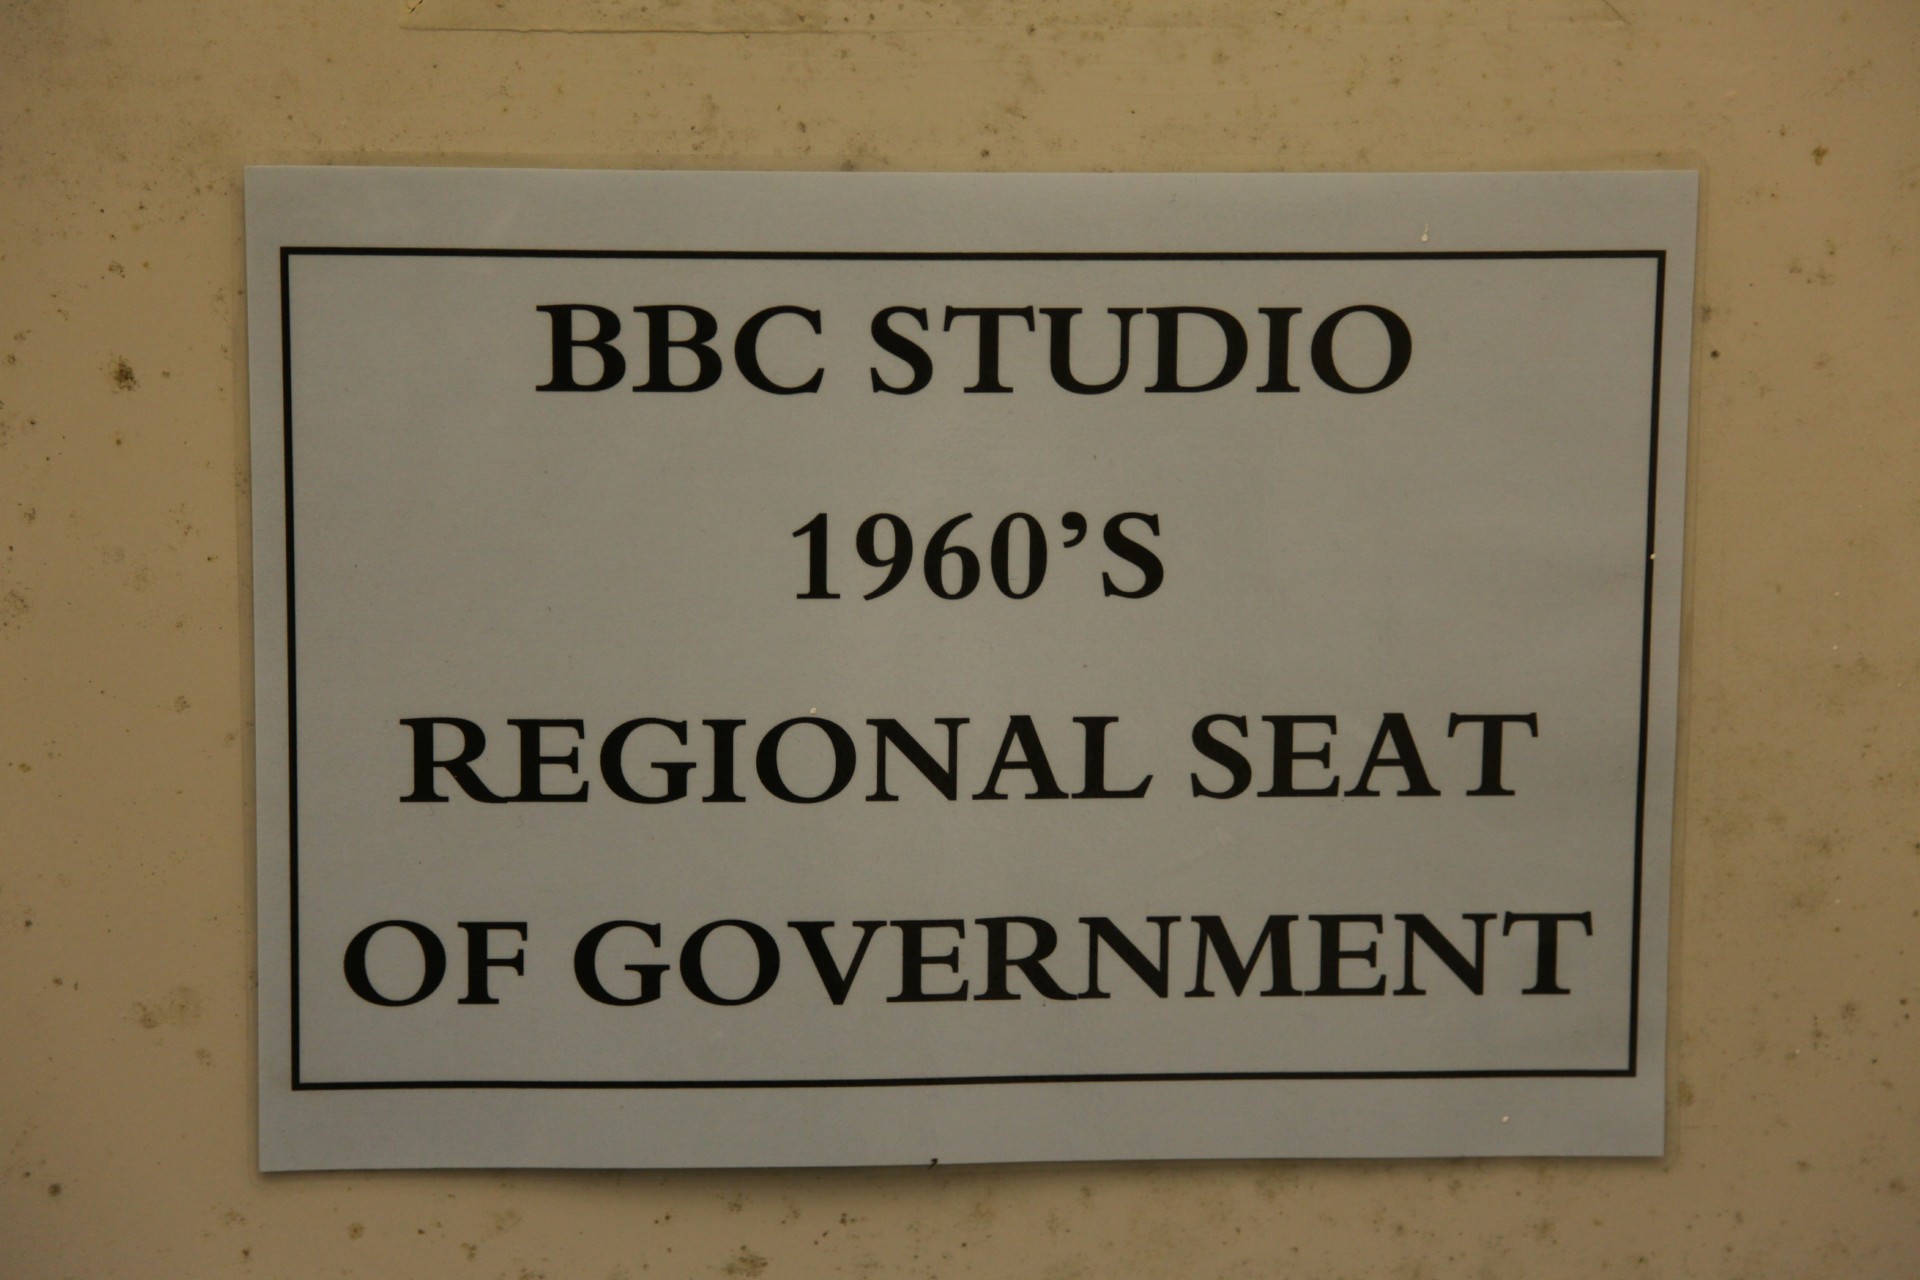 BBC STUDIO
1960’S
REGIONAL SEAT
OF GOVERNMENT